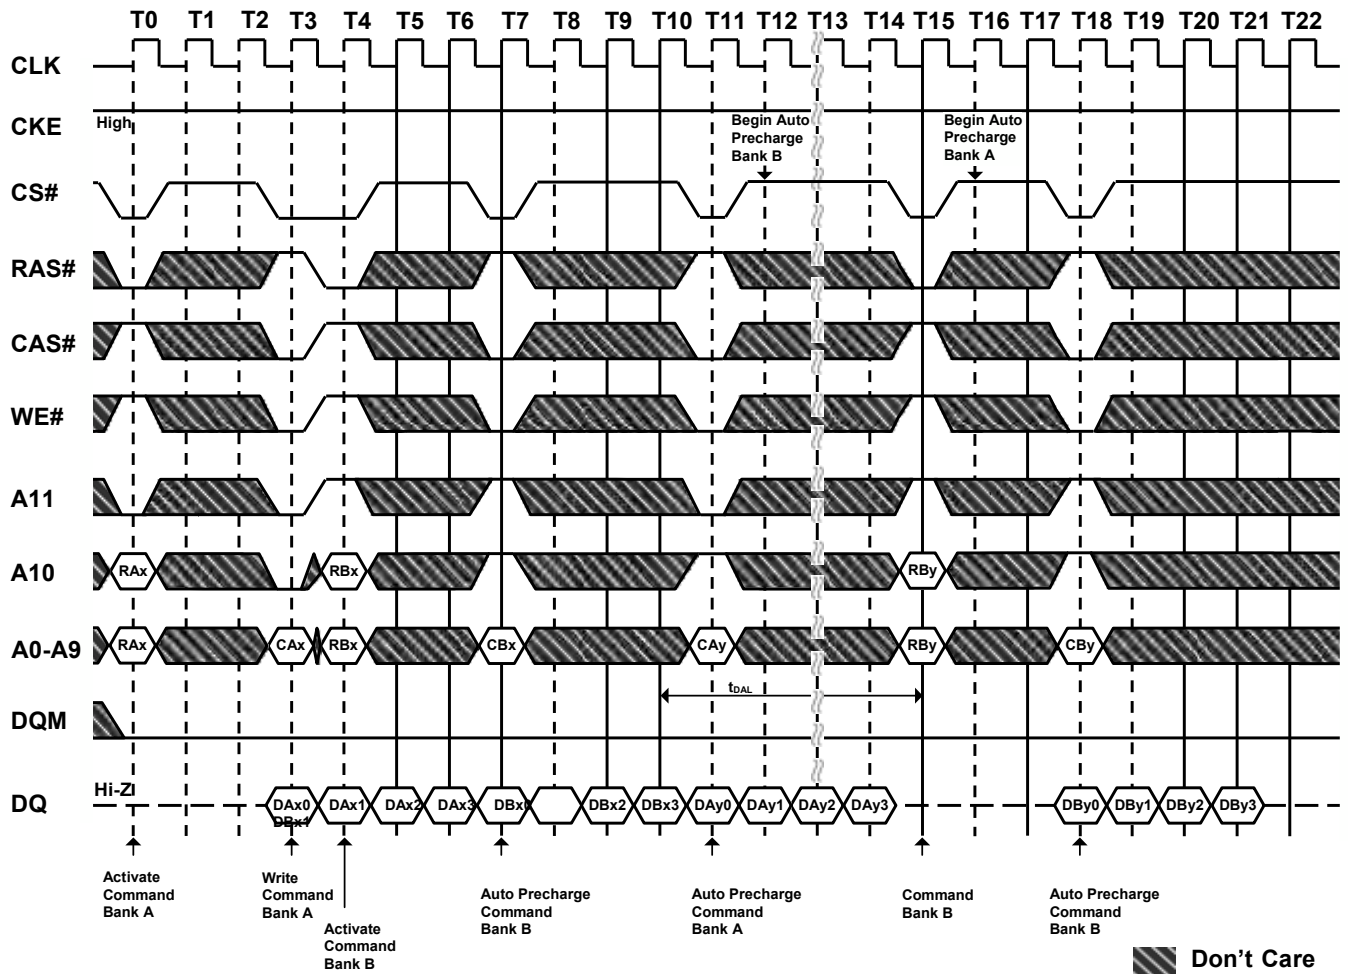 T0 T1 T2 T3 T4 T5 T6 T7 T8 T9 T10 T11 T12 T13 T14 T15 T16 T17 T18 T19 T20 T21 T22
CLK
CKE
High
Begin Auto
Precharge
Bank B
Begin Auto
Precharge
Bank A
CS#
RAS#
CAS#
WE#
A11
A10
RAx RBx RBy
A0-A9
RAx CAx RBx CBx CAy RBy CBy
tDAL
DQM
Hi-Z
DQ
DAx0 DAx1 DAx2 DAx3 DBx0 DBx2 DBx3 DAy0 DAy1 DAy2 DAy3 DBy0 DBy1 DBy2 DBy3
DBx1
Activate
Command
Bank A
Write
Command
Bank A
Activate
Command
Bank B
Auto Precharge
Command
Bank B
Auto Precharge
Command
Bank A
Command
Bank B
Auto Precharge
Command
Bank B
Don't Care